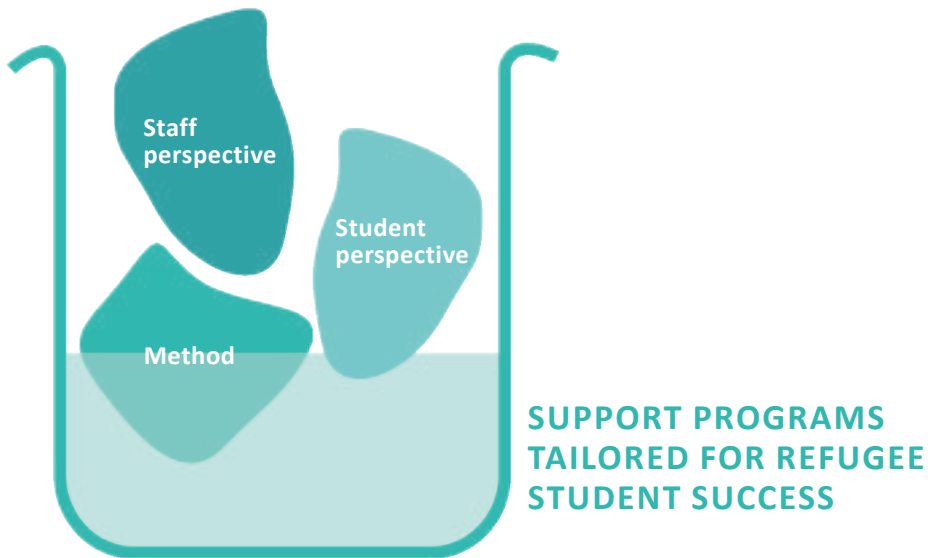 Staff
perspective
Student
perspective
Method
SUPPORT PROGRAMS
TAILORED FOR REFUGEE
STUDENT SUCCESS